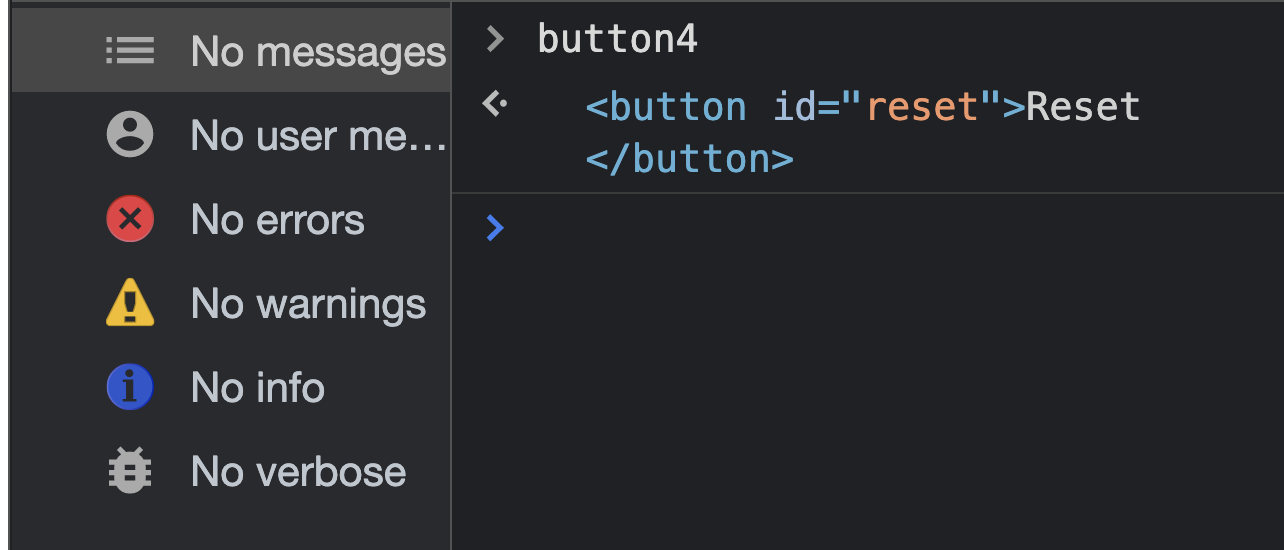 No messages
No user me...
No errors
No warnings
No info
No verbose
button4
<button id="reset">Reset
</button>